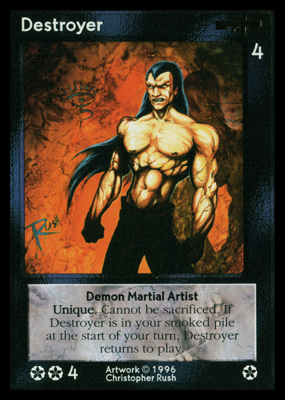 Destroyer
4
RUSH
Demon Martial Artist
Unique. Cannot be sacrificed. If
Destroyer is in your smoked pile
at the start of your turn, Destroyer
returns to play.
4
Artwork © 1996
Christopher Rush